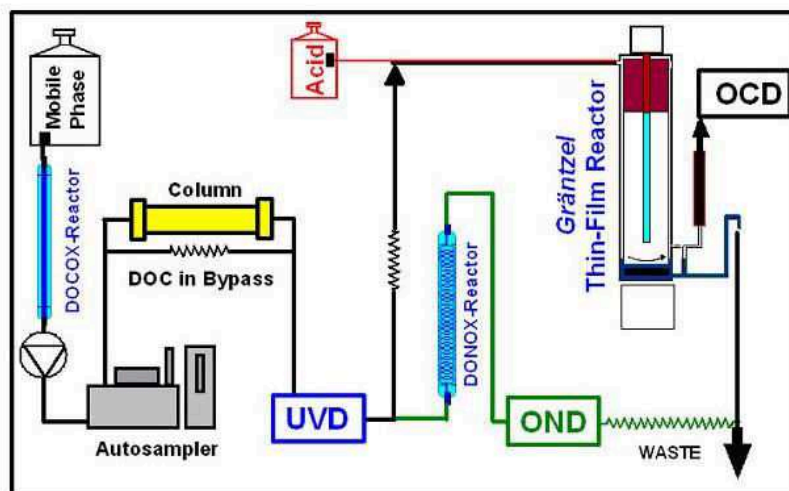 Mobile
Phase
DOCOX-Reactor
Column
DOC in Bypass
Autosampler
UVD
Acid
DONOX-Reactor
OND
Gräntzel
Thin-Film Reactor
OCD
WASTE